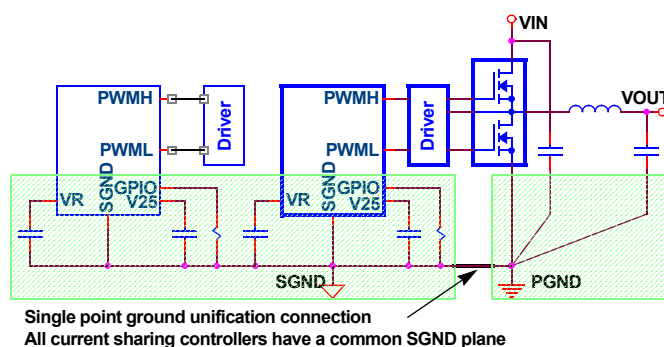 VIN
PWMH
Driver
PWML
SGND
GPIO
VR
V25
PWMH
Driver
PWML
SGND
GPIO
VR
V25
VOUT
SGND
PGND
Single point ground unification connection
All current sharing controllers have a common SGND plane